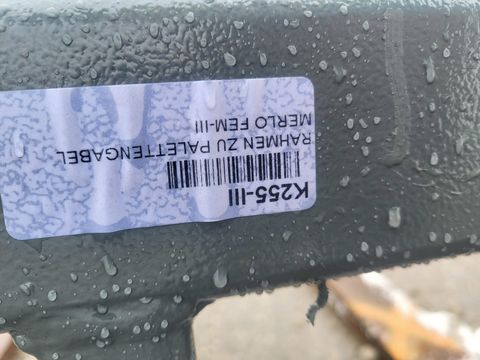 K255-III
RAHMEN ZU PALETTENGABEL
MERLO FEM-III